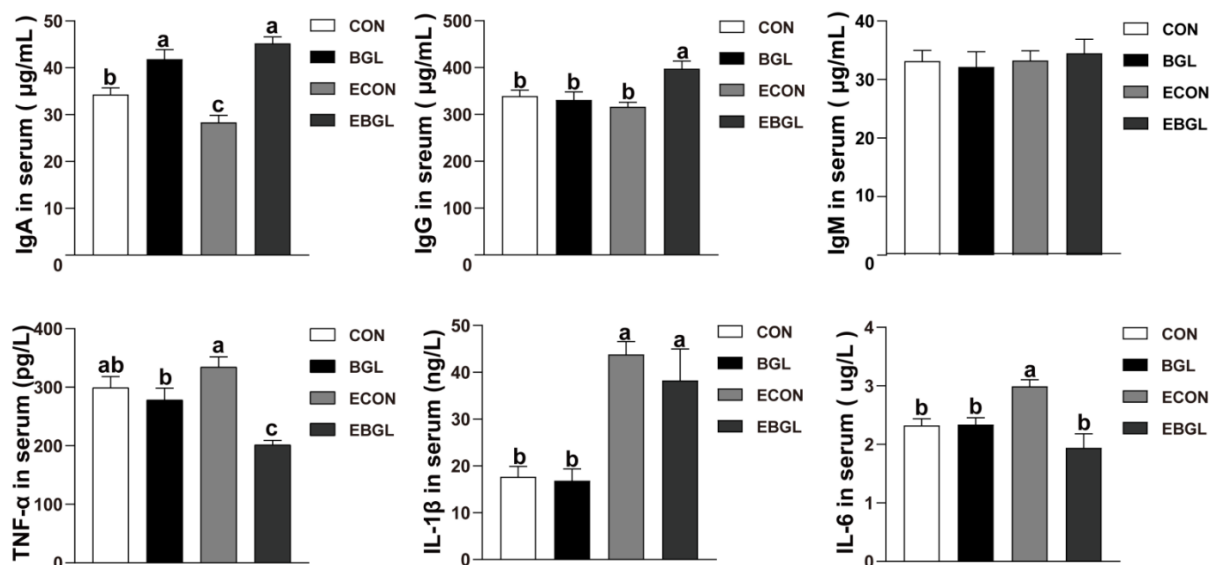 IgA in serum ( μg/mL)
50
40
30
20
10
0
b
a
c
a
CON
BGL
ECON
EBGL
IgG in sreum ( μg/mL)
500
400
300
200
100
0
b
b
b
a
CON
BGL
ECON
EBGL
IgM in serum ( μg/mL)
40
30
20
10
0
CON
BGL
ECON
EBGL
TNF-α in serum (pg/L)
400
300
200
100
0
ab
b
a
c
CON
BGL
ECON
EBGL
IL-1β in serum (ng/L)
50
40
30
20
10
0
b
b
a
a
CON
BGL
ECON
EBGL
IL-6 in serum ( ug/L)
4
3
2
1
0
b
b
a
b
CON
BGL
ECON
EBGL